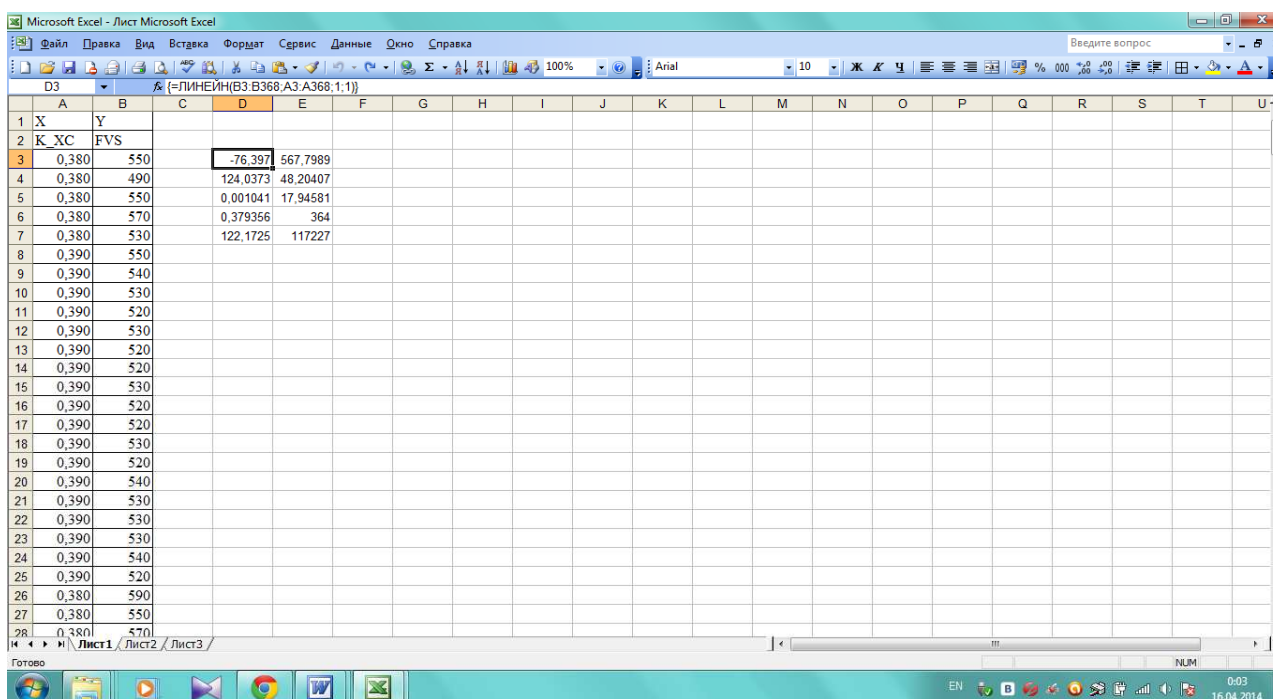 Microsoft Excel - Лист Microsoft Excel
Файл Правка Вид Вставка Формат Сервис Данные Окно Справка Введите вопрос
100% Arial 10 Ж К Ч
D3 fx {=ЛИНЕЙН(B3:B368;A3:A368;1;1)}
A B C D E F G H I J K L M N O P Q R S T U
1 X Y
2 K_XC FVS
3 0,380 550 -76,397 567,7989
4 0,380 490 124,0373 48,20407
5 0,380 550 0,001041 17,94581
6 0,380 570 0,379356 364
7 0,380 530 122,1725 117227
8 0,390 550
9 0,390 540
10 0,390 530
11 0,390 520
12 0,390 530
13 0,390 520
14 0,390 520
15 0,390 530
16 0,390 520
17 0,390 520
18 0,390 530
19 0,390 520
20 0,390 540
21 0,390 530
22 0,390 530
23 0,390 530
24 0,390 540
25 0,390 520
26 0,380 590
27 0,380 550
28 0,380 570
Лист1 Лист2 Лист3
Готово NUM
EN 0:03
16.04.2014